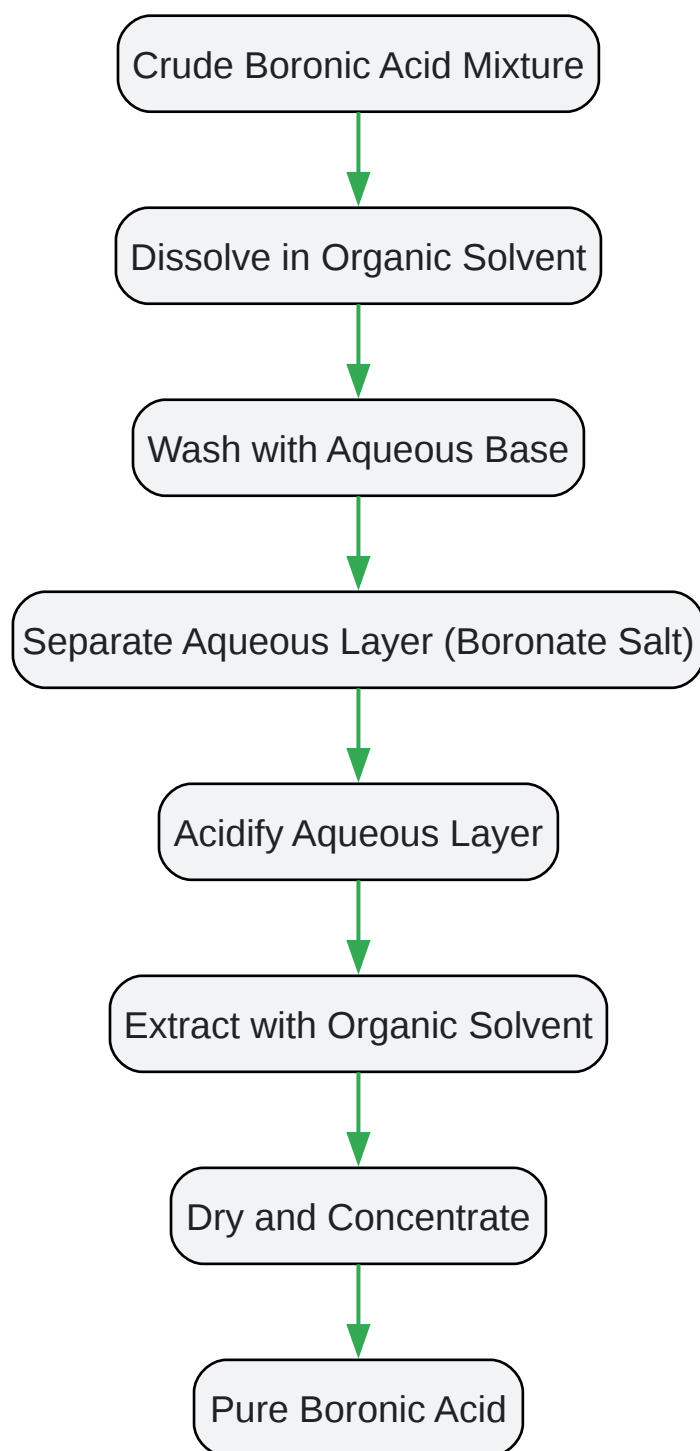 Crude Boronic Acid Mixture
Dissolve in Organic Solvent
Wash with Aqueous Base
Separate Aqueous Layer (Boronate Salt)
Acidify Aqueous Layer
Extract with Organic Solvent
Dry and Concentrate
Pure Boronic Acid